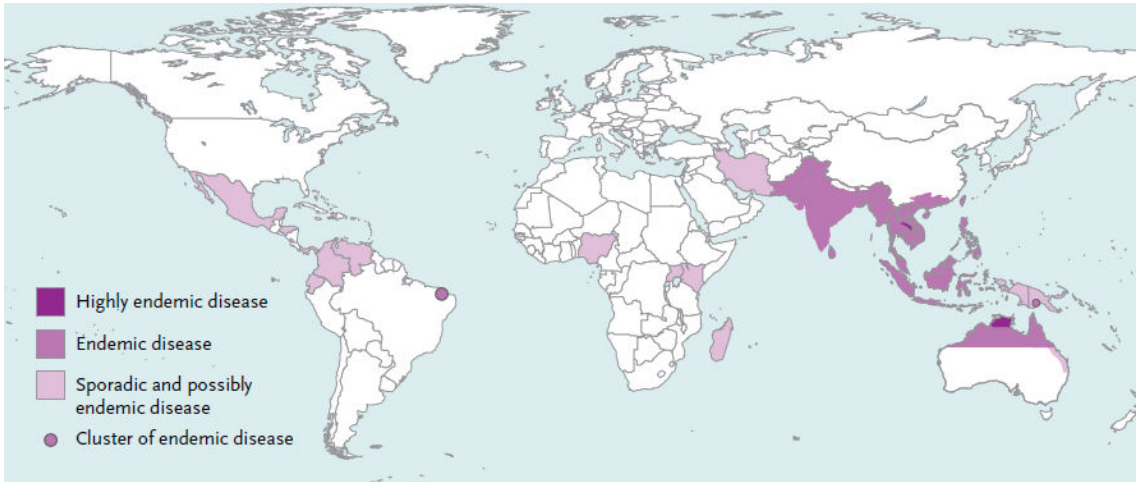 Highly endemic disease
Endemic disease
Sporadic and possibly
endemic disease
Cluster of endemic disease